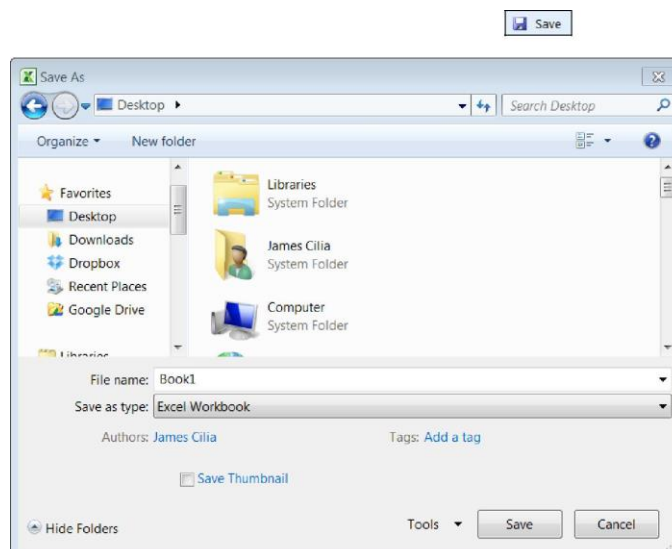 Save
Save As
Desktop
Search Desktop
Organize
New folder
Favorites
Desktop
Downloads
Dropbox
Recent Places
Google Drive
Libraries
Libraries
System Folder
James Cilia
System Folder
Computer
System Folder
File name: Book1
Save as type: Excel Workbook
Authors: James Cilia
Tags: Add a tag
Save Thumbnail
Hide Folders
Tools
Save
Cancel